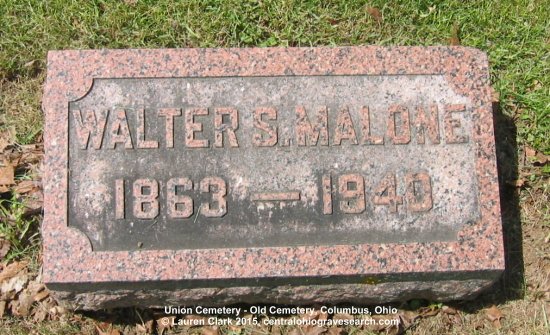 WALTER S. MALONE
1863 — 1940
Union Cemetery - Old Cemetery, Columbus, Ohio
© Lauren Clark 2015, centralohiogravesearch.com